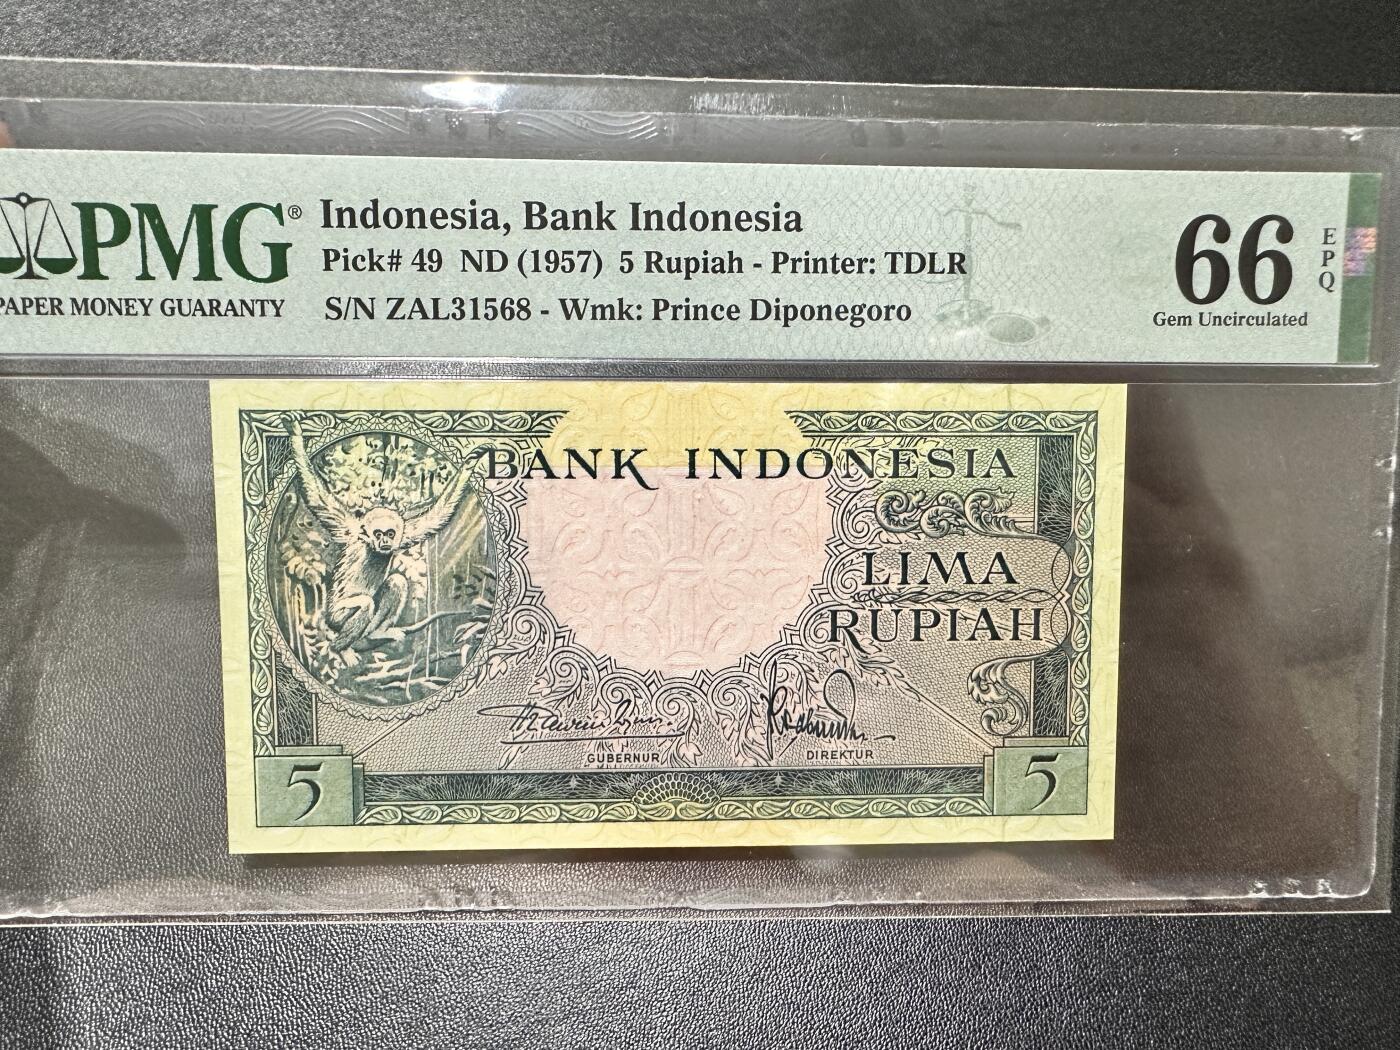 PMG®
PAPER MONEY GUARANTY
Indonesia, Bank Indonesia
Pick# 49 ND (1957) 5 Rupiah - Printer: TDLR
S/N ZAL31568 - Wmk: Prince Diponegoro
66
EPQ
Gem Uncirculated
BANK INDONESIA
LIMA
RUPIAH
GUBERNUR
DIREKTUR
5
5